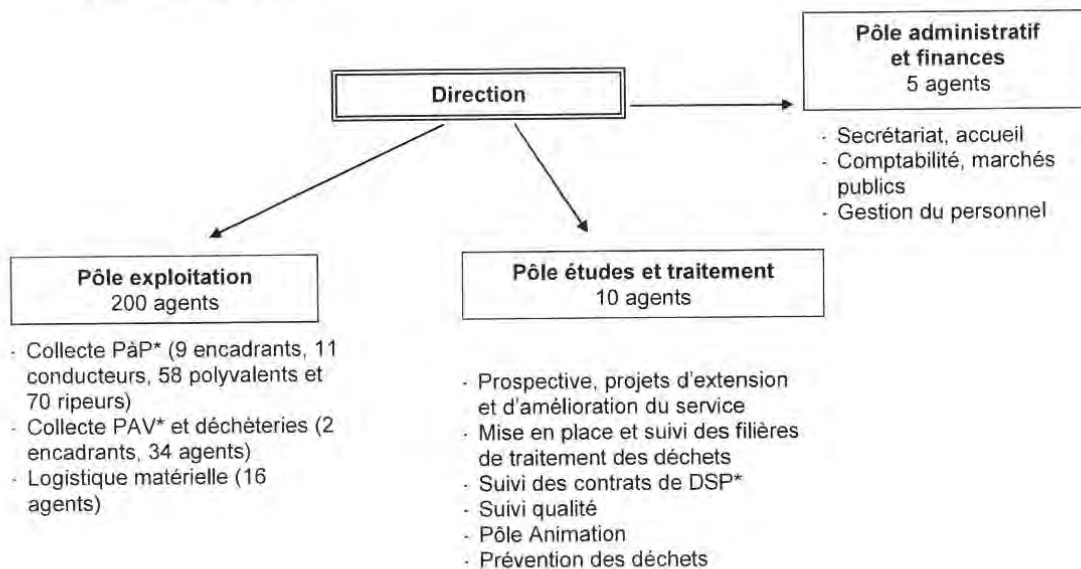 Direction
Pôle administratif
et finances
5 agents
- Secrétariat, accueil
- Comptabilité, marchés
publics
- Gestion du personnel
Pôle exploitation
200 agents
- Collecte PàP* (9 encadrants, 11
conducteurs, 58 polyvalents et
70 ripeurs)
- Collecte PAV* et déchèteries (2
encadrants, 34 agents)
- Logistique matérielle (16
agents)
Pôle études et traitement
10 agents
- Prospective, projets d'extension
et d'amélioration du service
- Mise en place et suivi des filières
de traitement des déchets
- Suivi des contrats de DSP*
- Suivi qualité
- Pôle Animation
- Prévention des déchets